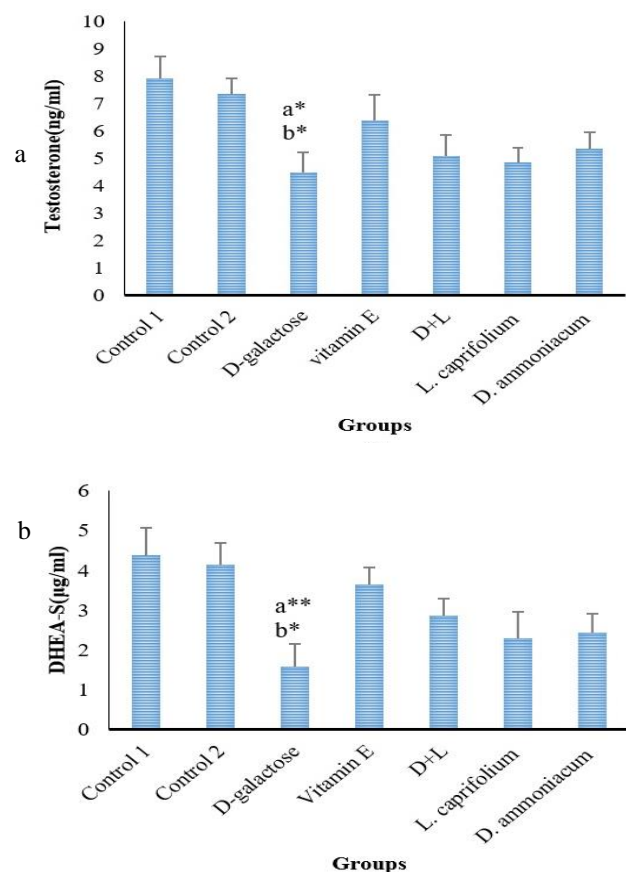 a
Testosterone(ng/ml)
10
9
8
7
6
5
4
3
2
1
0
a*
b*
Control 1
Control 2
D-galactose
vitamin E
D+L
L. caprifolium
D. ammoniacum
Groups
b
DHEA-S(µg/ml)
6
5
4
3
2
1
0
a**
b*
Control 1
Control 2
D-galactose
Vitamin E
D+L
L. caprifolium
D. ammoniacum
Groups